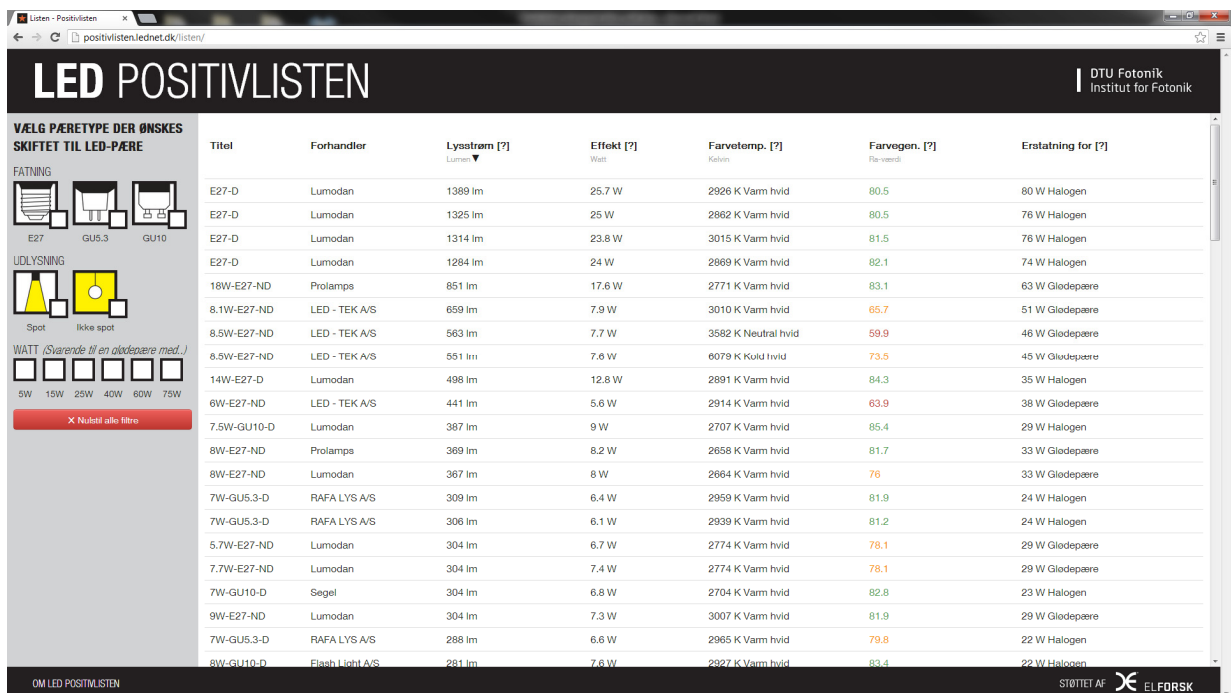 Listen - Positivlisten ×
positivlisten.lednet.dk/listen/
LED POSITIVLISTEN
DTU Fotonik
Institut for Fotonik
VÆLG PÆRETYPE DER ØNSKES
SKIFTET TIL LED-PÆRE
FATNING
E27 GU5.3 GU10
UDLYSNING
Spot Ikke spot
WATT (Svarende til en glødepære med..)
5W 15W 25W 40W 60W 75W
× Nulstil alle filtre
Titel Forhandler Lysstrøm [?] Effekt [?] Farvetemp. [?] Farvegen. [?] Erstatning for [?]
Lumen ▼ Watt Kelvin Ra-værdi
E27-D Lumodan 1389 lm 25.7 W 2926 K Varm hvid 80.5 80 W Halogen
E27-D Lumodan 1325 lm 25 W 2862 K Varm hvid 80.5 76 W Halogen
E27-D Lumodan 1314 lm 23.8 W 3015 K Varm hvid 81.5 76 W Halogen
E27-D Lumodan 1284 lm 24 W 2869 K Varm hvid 82.1 74 W Halogen
18W-E27-ND Prolamps 851 lm 17.6 W 2771 K Varm hvid 83.1 63 W Glødepære
8.1W-E27-ND LED - TEK A/S 659 lm 7.9 W 3010 K Varm hvid 65.7 51 W Glødepære
8.5W-E27-ND LED - TEK A/S 563 lm 7.7 W 3582 K Neutral hvid 59.9 46 W Glødepære
8.5W-E27-ND LED - TEK A/S 551 lm 7.6 W 6079 K Kold hvid 73.5 45 W Glødepære
14W-E27-D Lumodan 498 lm 12.8 W 2891 K Varm hvid 84.3 35 W Halogen
6W-E27-ND LED - TEK A/S 441 lm 5.6 W 2914 K Varm hvid 63.9 38 W Glødepære
7.5W-GU10-D Lumodan 387 lm 9 W 2707 K Varm hvid 85.4 29 W Halogen
8W-E27-ND Prolamps 369 lm 8.2 W 2658 K Varm hvid 81.7 33 W Glødepære
8W-E27-ND Lumodan 367 lm 8 W 2664 K Varm hvid 76 33 W Glødepære
7W-GU5.3-D RAFA LYS A/S 309 lm 6.4 W 2959 K Varm hvid 81.9 24 W Halogen
7W-GU5.3-D RAFA LYS A/S 306 lm 6.1 W 2939 K Varm hvid 81.2 24 W Halogen
5.7W-E27-ND Lumodan 304 lm 6.7 W 2774 K Varm hvid 78.1 29 W Glødepære
7.7W-E27-ND Lumodan 304 lm 7.4 W 2774 K Varm hvid 78.1 29 W Glødepære
7W-GU10-D Segel 304 lm 6.8 W 2704 K Varm hvid 82.8 23 W Halogen
9W-E27-ND Lumodan 304 lm 7.3 W 3007 K Varm hvid 81.9 29 W Glødepære
7W-GU5.3-D RAFA LYS A/S 288 lm 6.6 W 2965 K Varm hvid 79.8 22 W Halogen
8W-GU10-D Flash Light A/S 281 lm 7.6 W 2927 K Varm hvid 83.4 22 W Halogen
OM LED POSITIVLISTEN
STØTTET AF ELFORSK